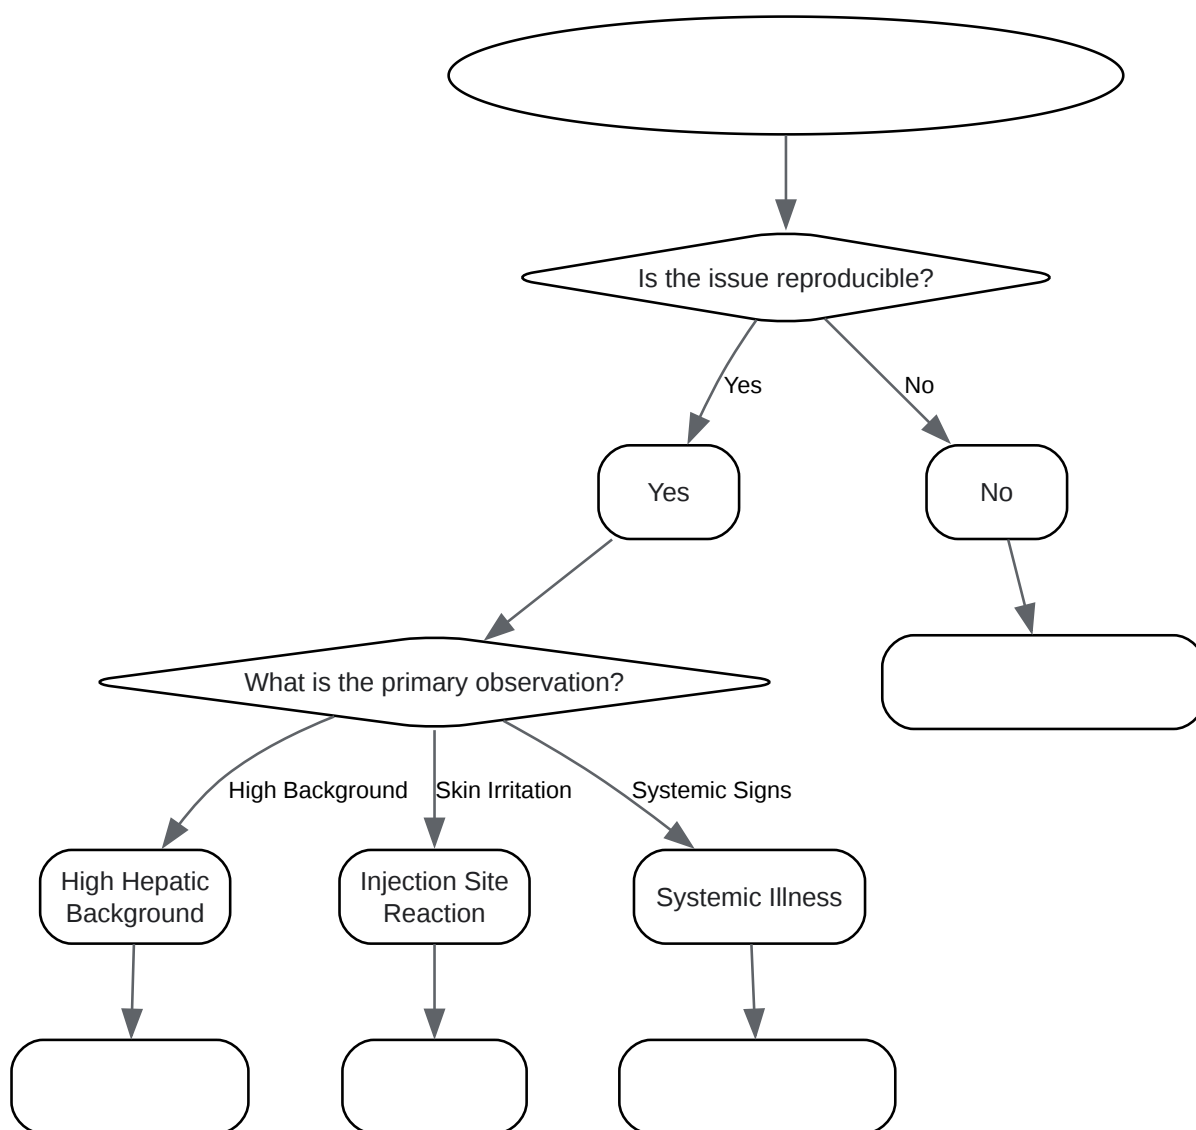 Is the issue reproducible?
Yes
No
Yes
No
What is the primary observation?
High Background
Skin Irritation
Systemic Signs
High Hepatic
Background
Injection Site
Reaction
Systemic Illness